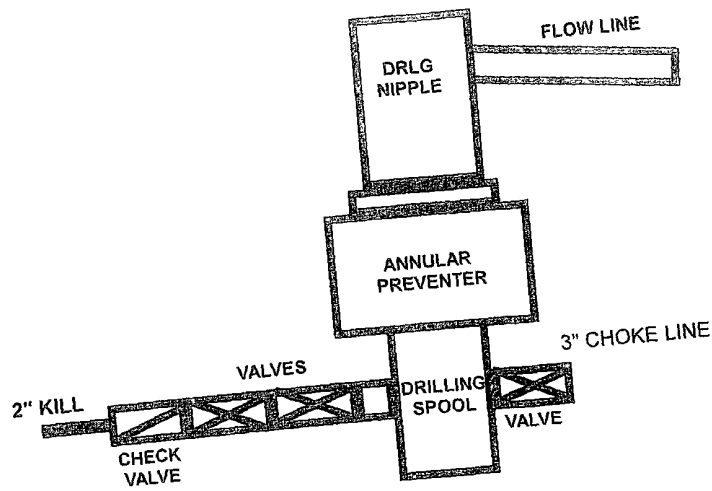 FLOW LINE
DRLG
NIPPLE
ANNULAR
PREVENTER
3" CHOKE LINE
VALVES
DRILLING
SPOOL
2" KILL
VALVE
CHECK
VALVE